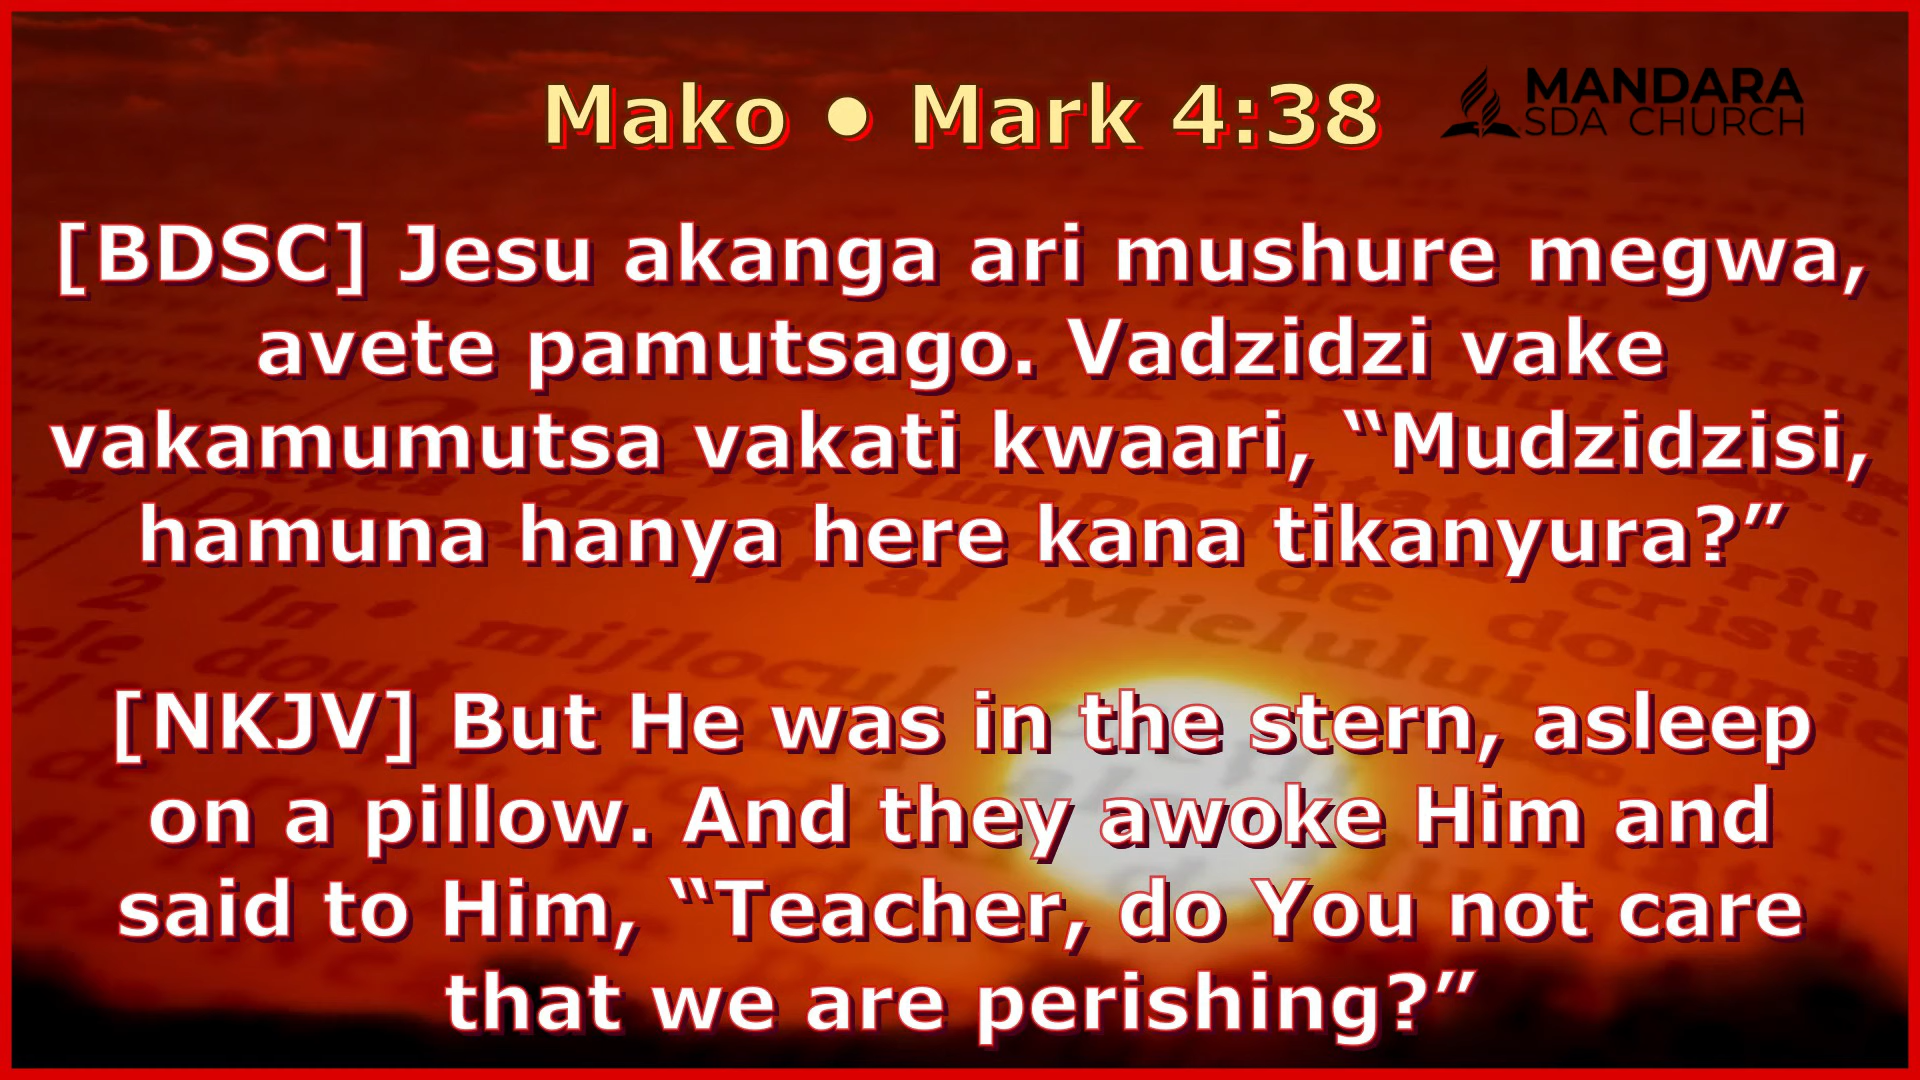 Mako • Mark 4:38
MANDARA
SDA CHURCH
[BDSC] Jesu akanga ari mushure megwa,
avete pamutsago. Vadzidzi vake
vakamumutsa vakati kwaari, “Mudzidzisi,
hamuna hanya here kana tikanyura?”
[NKJV] But He was in the stern, asleep
on a pillow. And they awoke Him and
said to Him, “Teacher, do You not care
that we are perishing?”